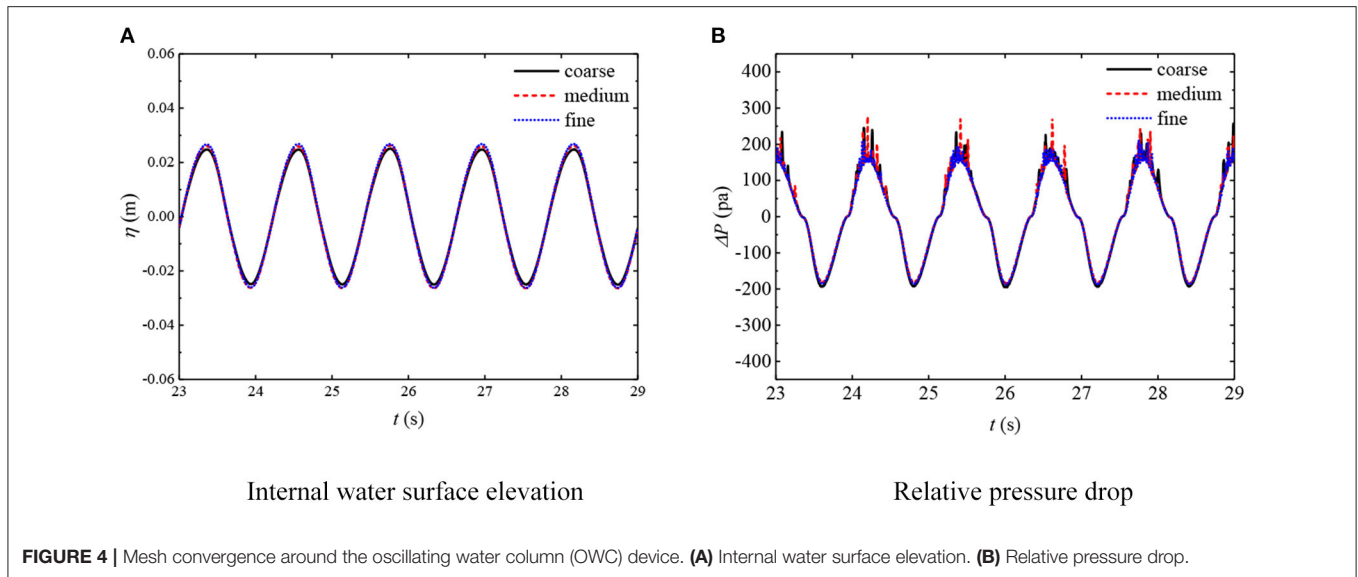 A
B
0.06
0.04
0.02
0.00
-0.02
-0.04
-0.06
η (m)
coarse
medium
fine
23 24 25 26 27 28 29
t (s)
400
300
200
100
0
-100
-200
-300
-400
ΔP (pa)
coarse
medium
fine
23 24 25 26 27 28 29
t (s)
Internal water surface elevation
Relative pressure drop
FIGURE 4 | Mesh convergence around the oscillating water column (OWC) device. (A) Internal water surface elevation. (B) Relative pressure drop.